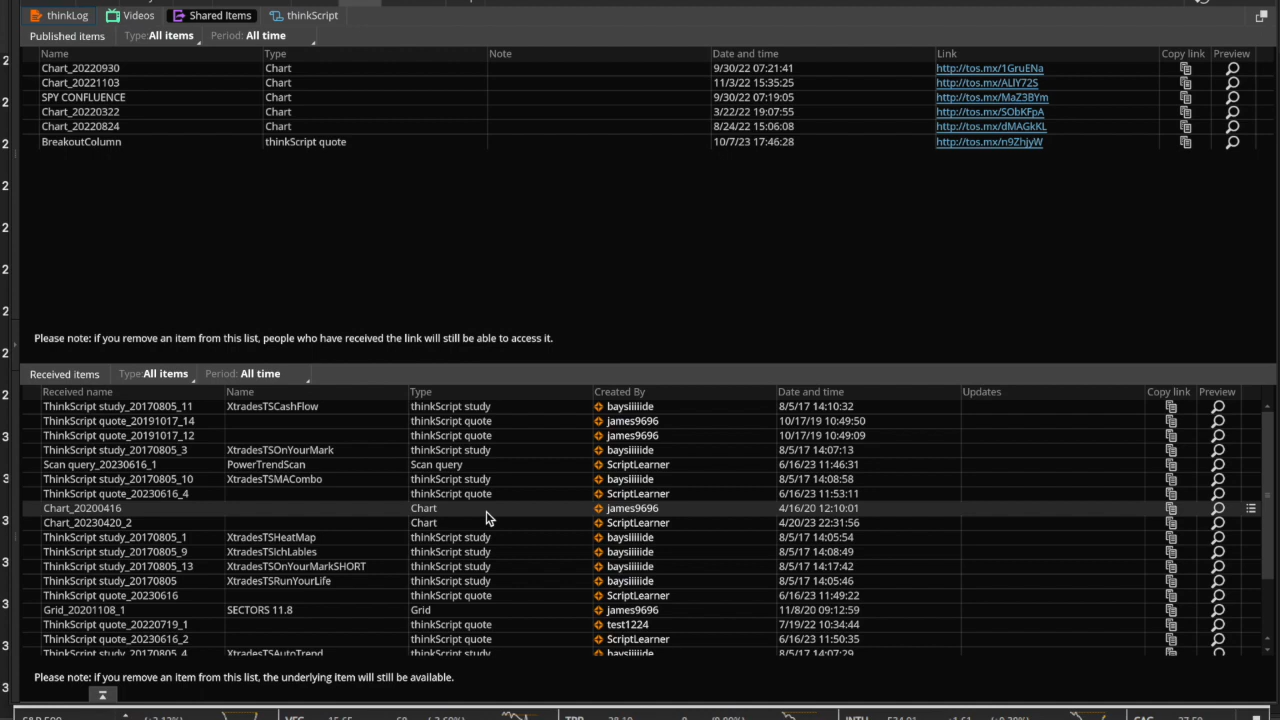 thinkLog Videos Shared Items thinkScript
Published items Type: All items Period: All time
Name Type Note Date and time Link Copy link Preview
Chart_20220930 Chart 9/30/22 07:21:41 http://tos.mx/1GruENa
Chart_20221103 Chart 11/3/22 15:35:25 http://tos.mx/ALIY72S
SPY CONFLUENCE Chart 9/30/22 07:19:05 http://tos.mx/MaZ3BYm
Chart_20220322 Chart 3/22/22 19:07:55 http://tos.mx/SObKFpA
Chart_20220824 Chart 8/24/22 15:06:08 http://tos.mx/dMAGkKL
BreakoutColumn thinkScript quote 10/7/23 17:46:28 http://tos.mx/n9ZhjyW
Please note: if you remove an item from this list, people who have received the link will still be able to access it.
Received items Type: All items Period: All time
Received name Name Type Created By Date and time Updates Copy link Preview
ThinkScript study_20170805_11 XtradesTSCashFlow thinkScript study baysiiiiide 8/5/17 14:10:32
ThinkScript quote_20191017_14 thinkScript quote james9696 10/17/19 10:49:50
ThinkScript quote_20191017_12 thinkScript quote james9696 10/17/19 10:49:09
ThinkScript study_20170805_3 XtradesTSOnYourMark thinkScript study baysiiiiide 8/5/17 14:07:13
Scan query_20230616_1 PowerTrendScan Scan query ScriptLearner 6/16/23 11:46:31
ThinkScript study_20170805_10 XtradesTSMACombo thinkScript study baysiiiiide 8/5/17 14:08:58
ThinkScript quote_20230616_4 thinkScript quote ScriptLearner 6/16/23 11:53:11
Chart_20200416 Chart james9696 4/16/20 12:10:01
Chart_20230420_2 Chart ScriptLearner 4/20/23 22:31:56
ThinkScript study_20170805_1 XtradesTSHeatMap thinkScript study baysiiiiide 8/5/17 14:05:54
ThinkScript study_20170805_9 XtradesTSIchLables thinkScript study baysiiiiide 8/5/17 14:08:49
ThinkScript study_20170805_13 XtradesTSOnYourMarkSHORT thinkScript study baysiiiiide 8/5/17 14:17:42
ThinkScript study_20170805 XtradesTSRunYourLife thinkScript study baysiiiiide 8/5/17 14:05:46
ThinkScript quote_20230616 thinkScript quote ScriptLearner 6/16/23 11:49:22
Grid_20201108_1 SECTORS 11.8 Grid james9696 11/8/20 09:12:59
ThinkScript quote_20220719_1 thinkScript quote test1224 7/19/22 10:34:44
ThinkScript quote_20230616_2 thinkScript quote ScriptLearner 6/16/23 11:50:35
ThinkScript study_20170805_4 XtradesTSAutoTrend thinkScript study baysiiiiide 8/5/17 14:07:29
Please note: if you remove an item from this list, the underlying item will still be available.